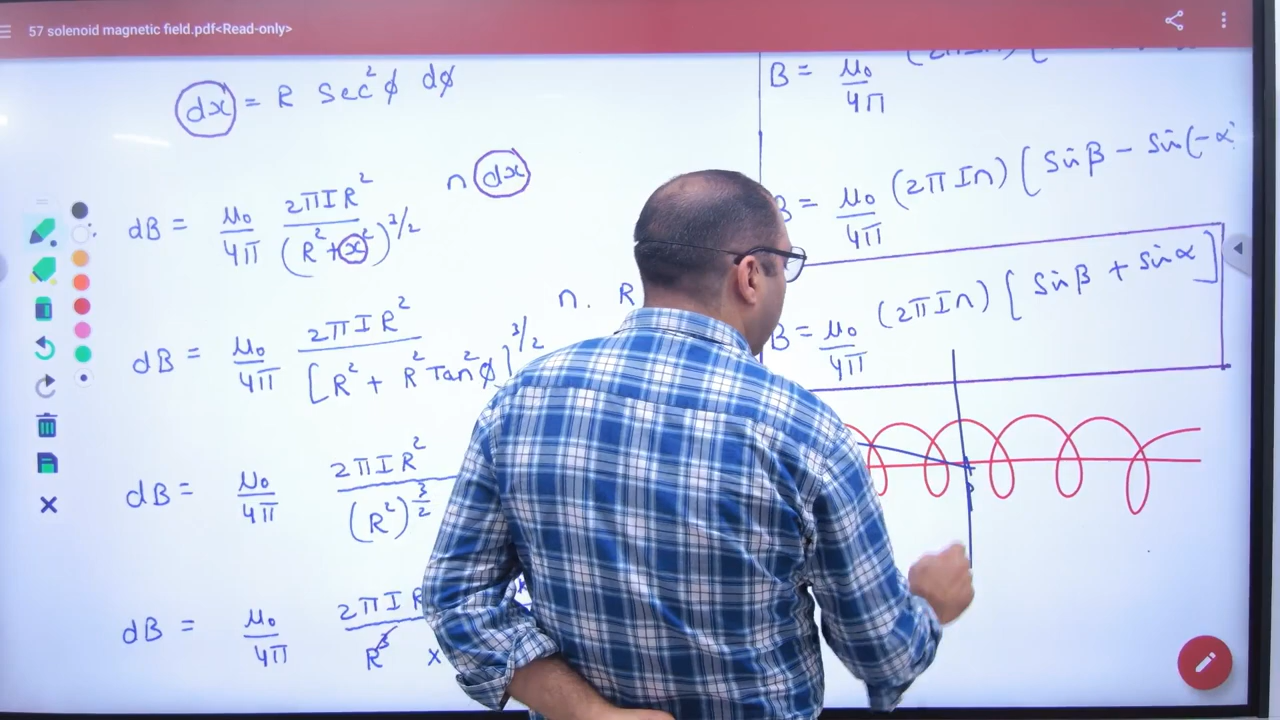 57 solenoid magnetic field.pdf<Read-only>
dx = R Sec²φ dφ
dB = μ₀/4π 2πIR²/(R²+x²)^3/2 n dx
dB = μ₀/4π 2πIR²/[R² + R²Tan²φ]^3/2 n. R
dB = μ₀/4π 2πIR²/(R²)^3/2
dB = μ₀/4π 2πI R³ x
B = μ₀/4π (2πIn) [
B = μ₀/4π (2πIn) [Sinβ - Sin(-α)
B = μ₀/4π (2πIn) [Sinβ + Sinα]
P